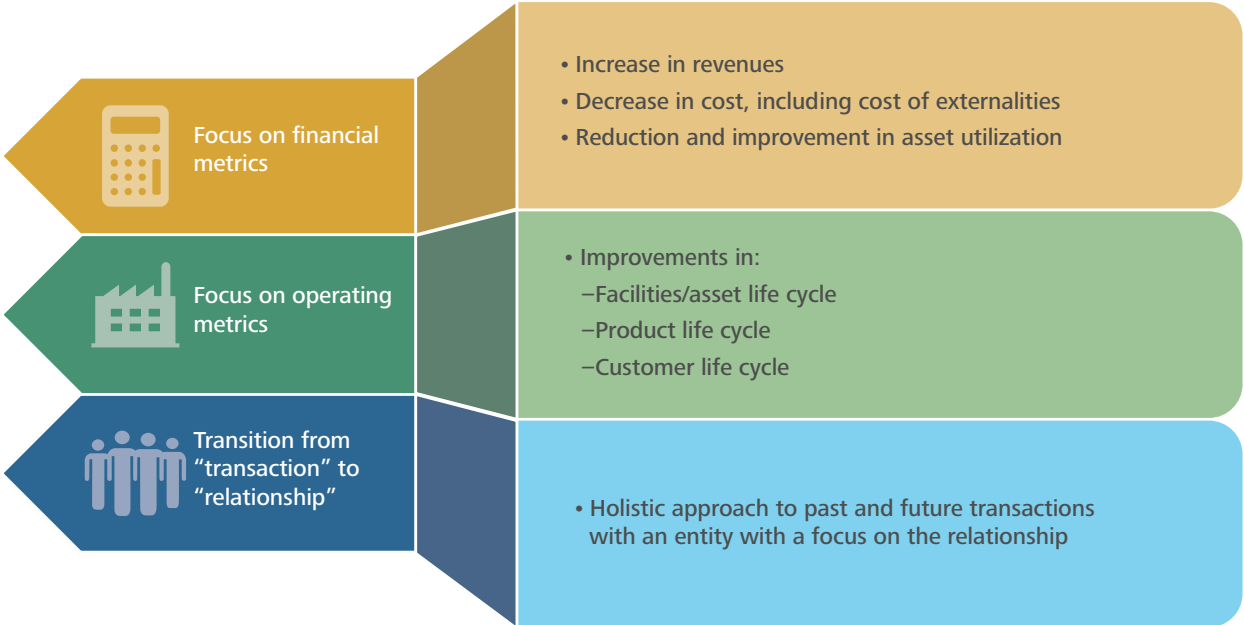 Focus on financial
metrics
• Increase in revenues
• Decrease in cost, including cost of externalities
• Reduction and improvement in asset utilization
Focus on operating
metrics
• Improvements in:
–Facilities/asset life cycle
–Product life cycle
–Customer life cycle
Transition from
“transaction” to
“relationship”
• Holistic approach to past and future transactions
with an entity with a focus on the relationship